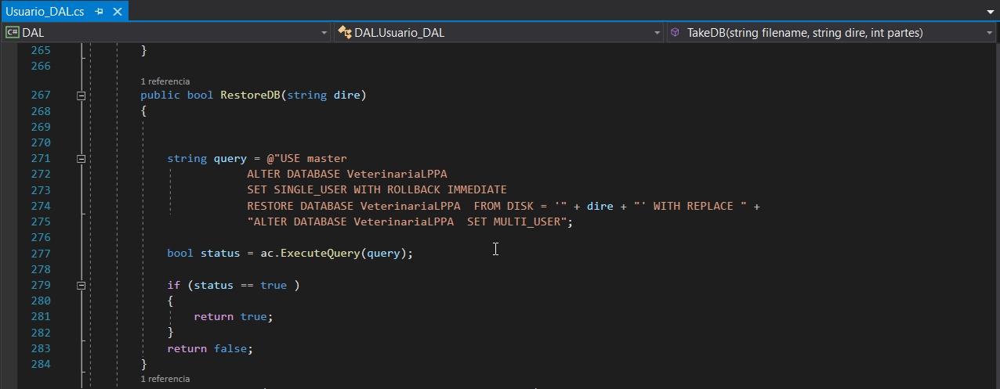 Usuario_DAL.cs
C# DAL DAL.Usuario_DAL TakeDB(string filename, string dire, int partes)
265 }
266
1 referencia
267 public bool RestoreDB(string dire)
268 {
269
270
271 string query = @"USE master
272 ALTER DATABASE VeterinariaLPPA
273 SET SINGLE_USER WITH ROLLBACK IMMEDIATE
274 RESTORE DATABASE VeterinariaLPPA  FROM DISK = '" + dire + "' WITH REPLACE " +
275 "ALTER DATABASE VeterinariaLPPA  SET MULTI_USER";
276
277 bool status = ac.ExecuteQuery(query);
278
279 if (status == true )
280 {
281 return true;
282 }
283 return false;
284 }
1 referencia